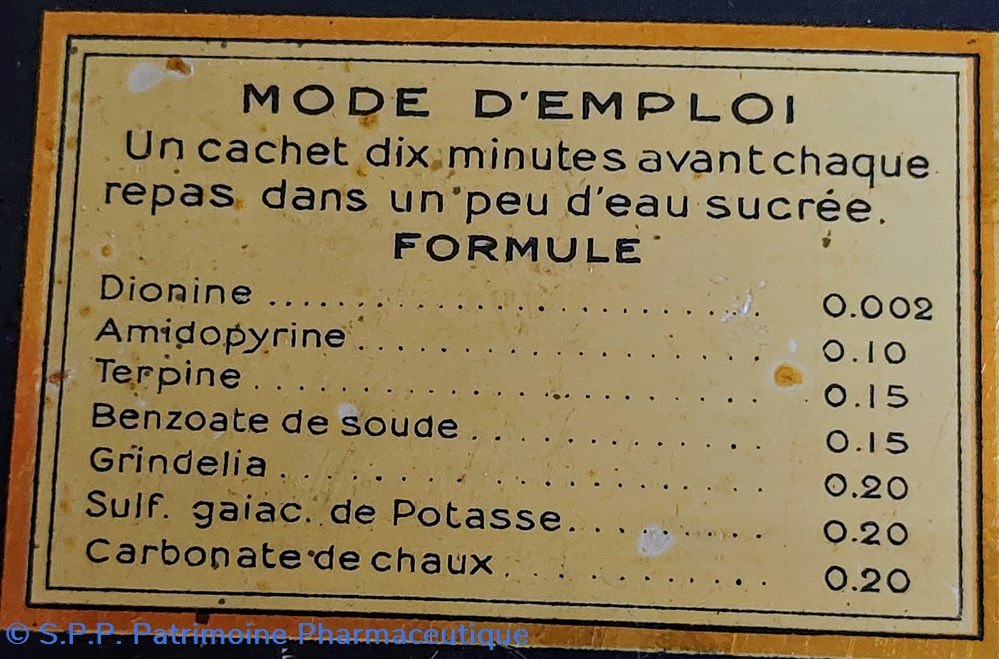 MODE D'EMPLOI
Un cachet dix minutes avant chaque
repas dans un peu d'eau sucrée.
FORMULE
Dionine ........................ 0.002
Amidopyrine ................... 0.10
Terpine ........................ 0.15
Benzoate de soude ............. 0.15
Grindelia ...................... 0.20
Sulf. gaiac. de Potasse......... 0.20
Carbonate de chaux ............ 0.20
© S.P.P. Patrimoine Pharmaceutique